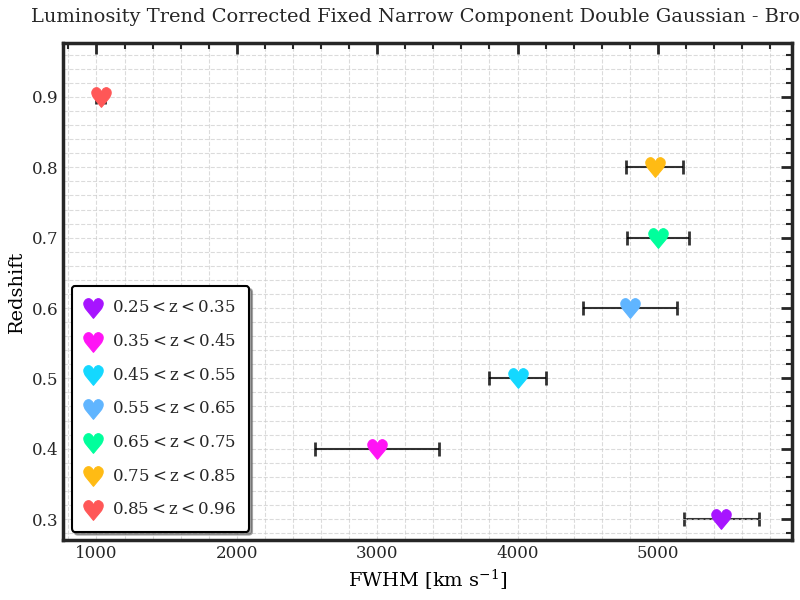 Luminosity Trend Corrected Fixed Narrow Component Double Gaussian - Bro
0.9
0.8
0.7
0.6
0.5
0.4
0.3
Redshift
0.25 < z < 0.35
0.35 < z < 0.45
0.45 < z < 0.55
0.55 < z < 0.65
0.65 < z < 0.75
0.75 < z < 0.85
0.85 < z < 0.96
1000 2000 3000 4000 5000
FWHM [km s⁻¹]